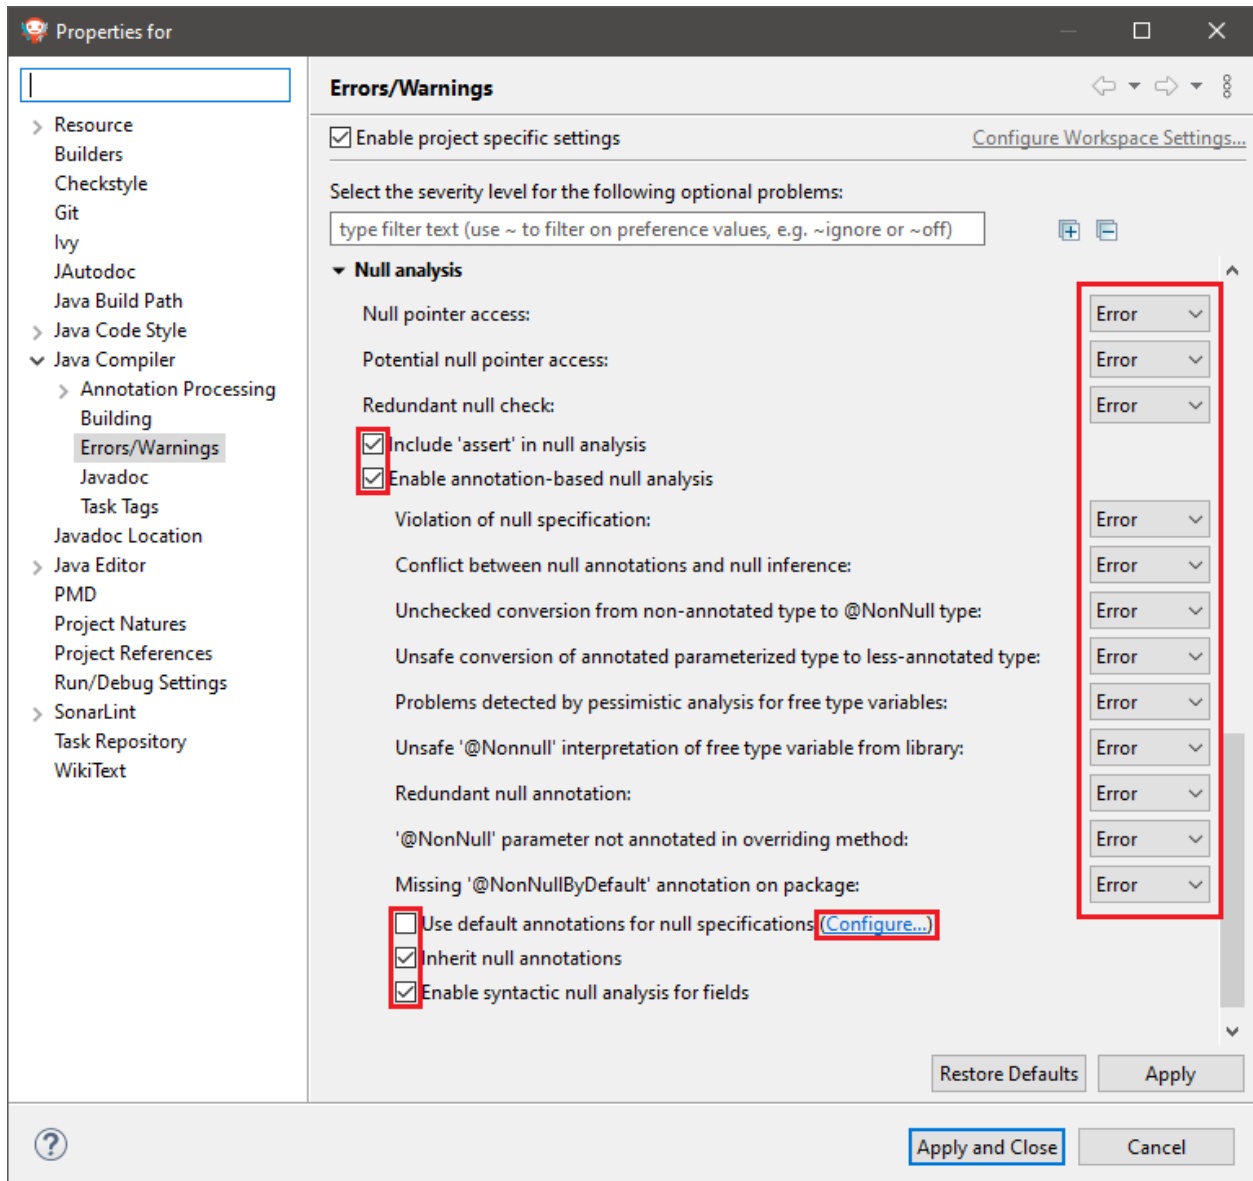 Properties for
Errors/Warnings
Enable project specific settings
Configure Workspace Settings...
Resource
Builders
Checkstyle
Git
Ivy
JAutodoc
Java Build Path
Java Code Style
Java Compiler
Annotation Processing
Building
Errors/Warnings
Javadoc
Task Tags
Javadoc Location
Java Editor
PMD
Project Natures
Project References
Run/Debug Settings
SonarLint
Task Repository
WikiText
Select the severity level for the following optional problems:
type filter text (use ~ to filter on preference values, e.g. ~ignore or ~off)
Null analysis
Null pointer access: Error
Potential null pointer access: Error
Redundant null check: Error
Include 'assert' in null analysis
Enable annotation-based null analysis
Violation of null specification: Error
Conflict between null annotations and null inference: Error
Unchecked conversion from non-annotated type to @NonNull type: Error
Unsafe conversion of annotated parameterized type to less-annotated type: Error
Problems detected by pessimistic analysis for free type variables: Error
Unsafe '@Nonnull' interpretation of free type variable from library: Error
Redundant null annotation: Error
'@NonNull' parameter not annotated in overriding method: Error
Missing '@NonNullByDefault' annotation on package: Error
Use default annotations for null specifications (Configure...)
Inherit null annotations
Enable syntactic null analysis for fields
Restore Defaults
Apply
?
Apply and Close
Cancel